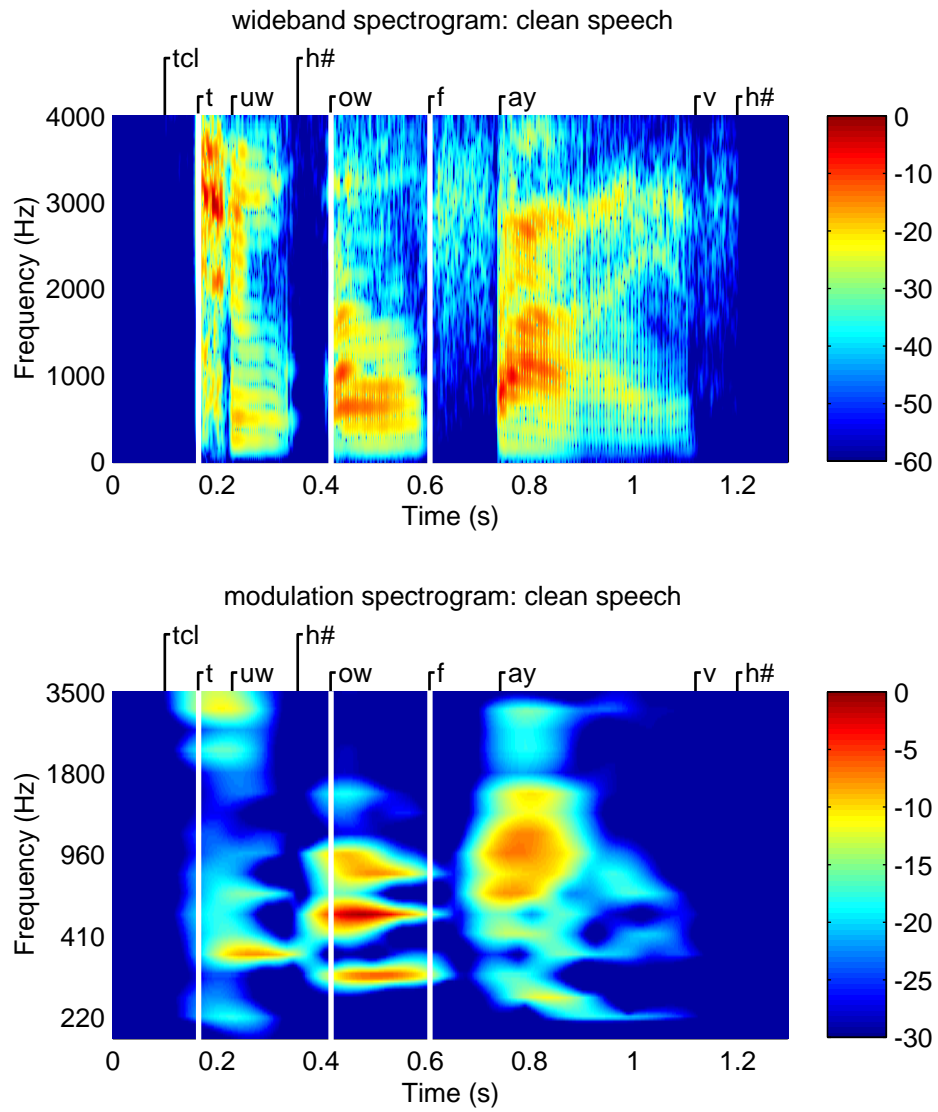 wideband spectrogram: clean speech
tcl h#
t uw ow f ay v h#
4000
3000
2000
1000
0
Frequency (Hz)
0 0.2 0.4 0.6 0.8 1 1.2
Time (s)
0
-10
-20
-30
-40
-50
-60
modulation spectrogram: clean speech
tcl h#
t uw ow f ay v h#
3500
1800
960
410
220
Frequency (Hz)
0 0.2 0.4 0.6 0.8 1 1.2
Time (s)
0
-5
-10
-15
-20
-25
-30